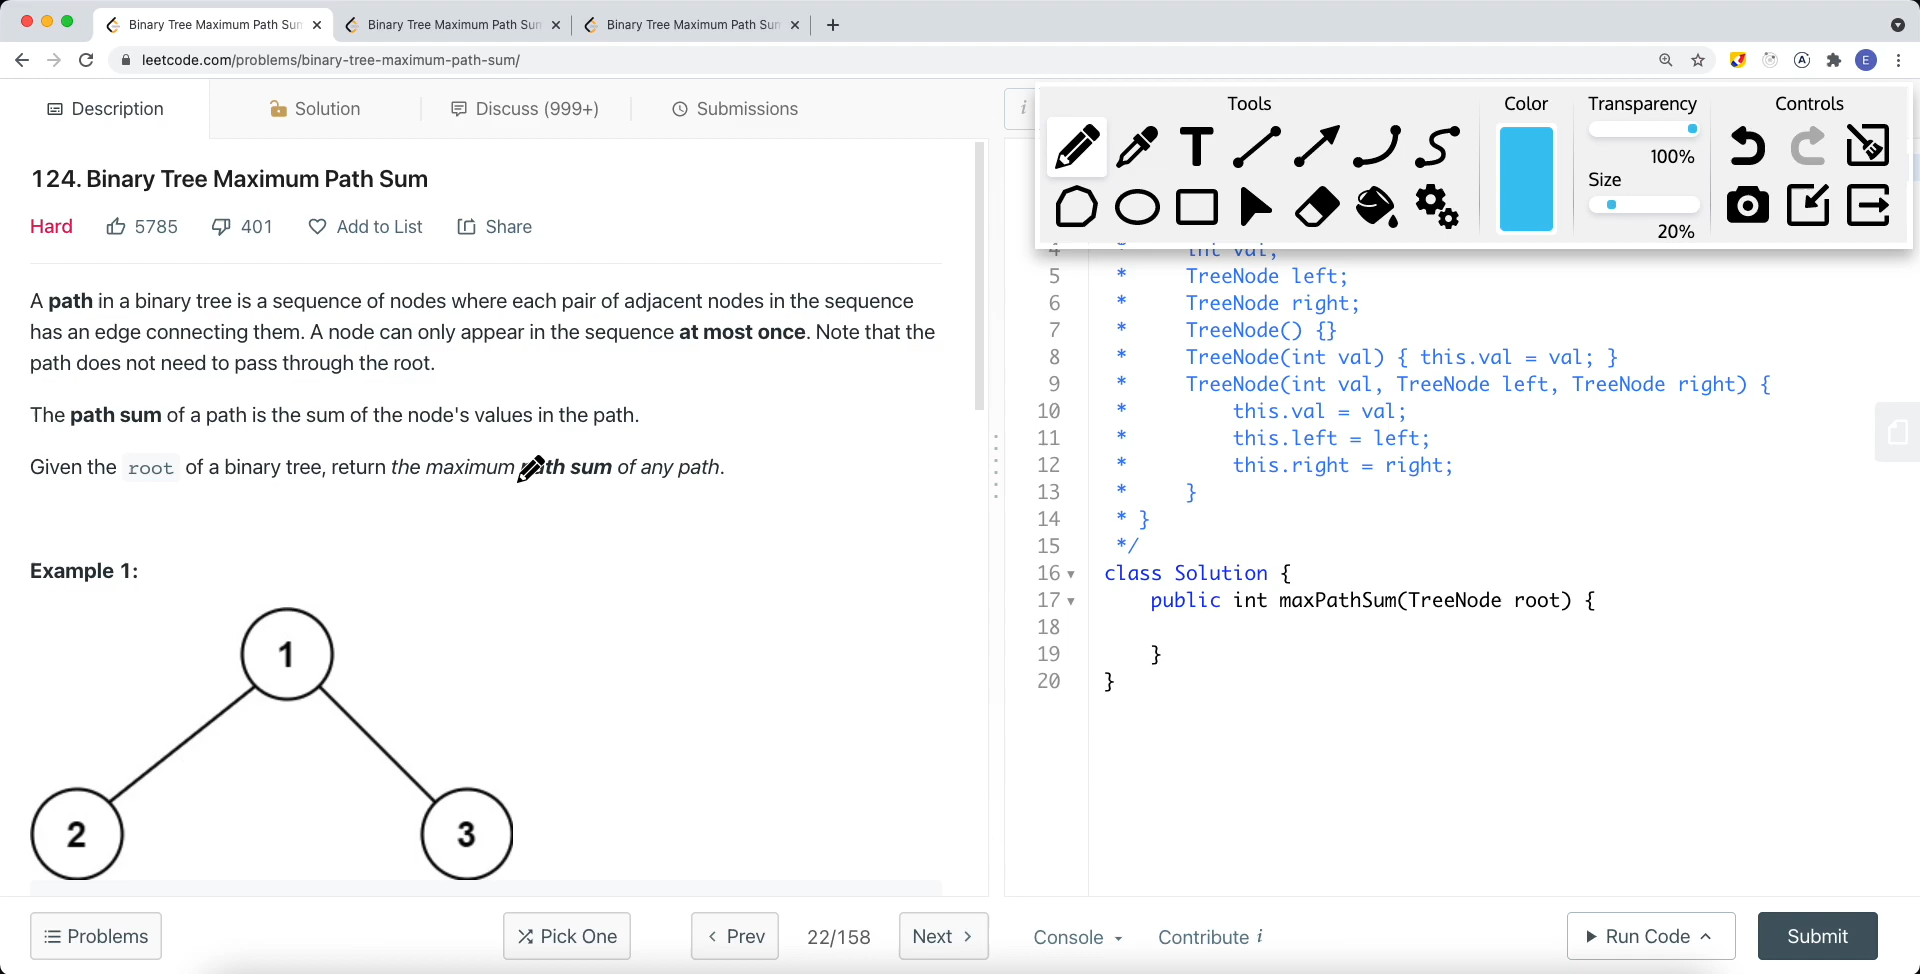 Binary Tree Maximum Path Sum
Binary Tree Maximum Path Sum
Binary Tree Maximum Path Sum
leetcode.com/problems/binary-tree-maximum-path-sum/
E
Description
Solution
Discuss (999+)
Submissions
i
Tools
Color
Transparency
Controls
T
100%
Size
20%
124. Binary Tree Maximum Path Sum
Hard
5785
401
Add to List
Share
A path in a binary tree is a sequence of nodes where each pair of adjacent nodes in the sequence
has an edge connecting them. A node can only appear in the sequence at most once. Note that the
path does not need to pass through the root.
The path sum of a path is the sum of the node's values in the path.
Given the root of a binary tree, return the maximum path sum of any path.
Example 1:
1
2
3
4 * int val;
5 * TreeNode left;
6 * TreeNode right;
7 * TreeNode() {}
8 * TreeNode(int val) { this.val = val; }
9 * TreeNode(int val, TreeNode left, TreeNode right) {
10 * this.val = val;
11 * this.left = left;
12 * this.right = right;
13 * }
14 * }
15 */
16 class Solution {
17 public int maxPathSum(TreeNode root) {
18
19 }
20 }
Problems
Pick One
Prev
22/158
Next
Console
Contribute i
Run Code
Submit